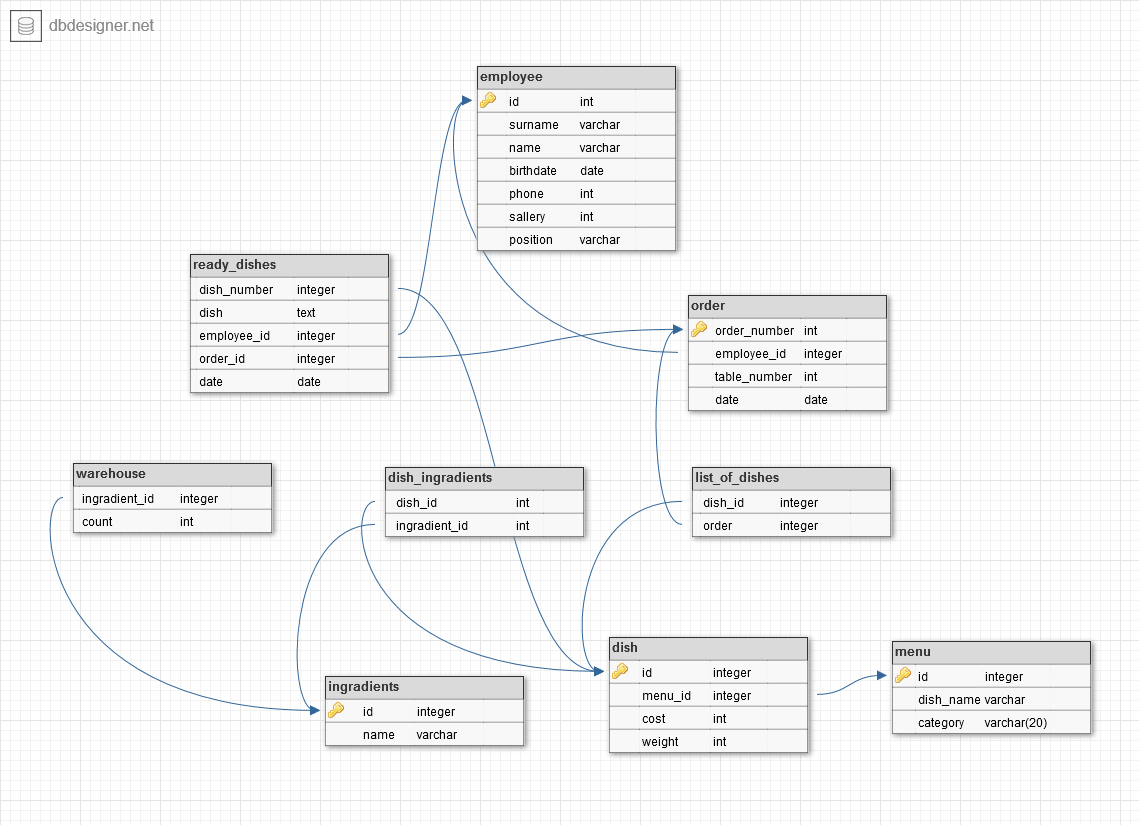 dbdesigner.net
employee
id int
surname varchar
name varchar
birthdate date
phone int
sallery int
position varchar
ready_dishes
dish_number integer
dish text
employee_id integer
order_id integer
date date
order
order_number int
employee_id integer
table_number int
date date
warehouse
ingradient_id integer
count int
dish_ingradients
dish_id int
ingradient_id int
list_of_dishes
dish_id integer
order integer
dish
id integer
menu_id integer
cost int
weight int
menu
id integer
dish_name varchar
category varchar(20)
ingradients
id integer
name varchar